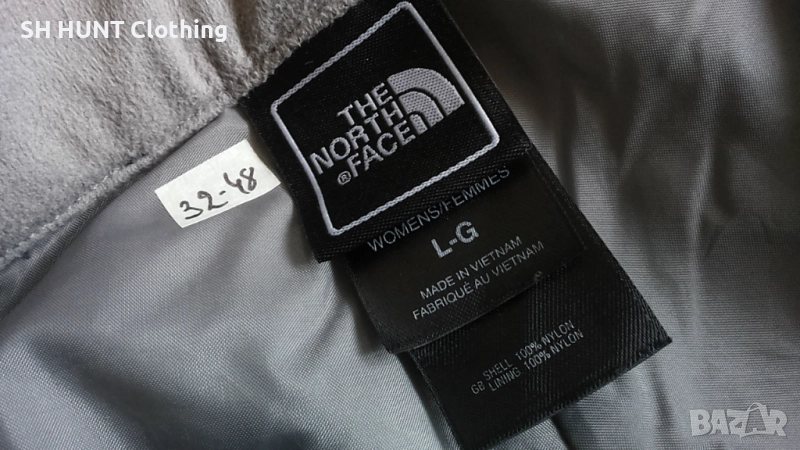 SH HUNT Clothing
THE
NORTH
FACE®
WOMENS/FEMMES
L-G
MADE IN VIETNAM
FABRIQUÉ AU VIETNAM
SHELL 100% NYLON
GB LINING 100% NYLON
32-48
BAZAR